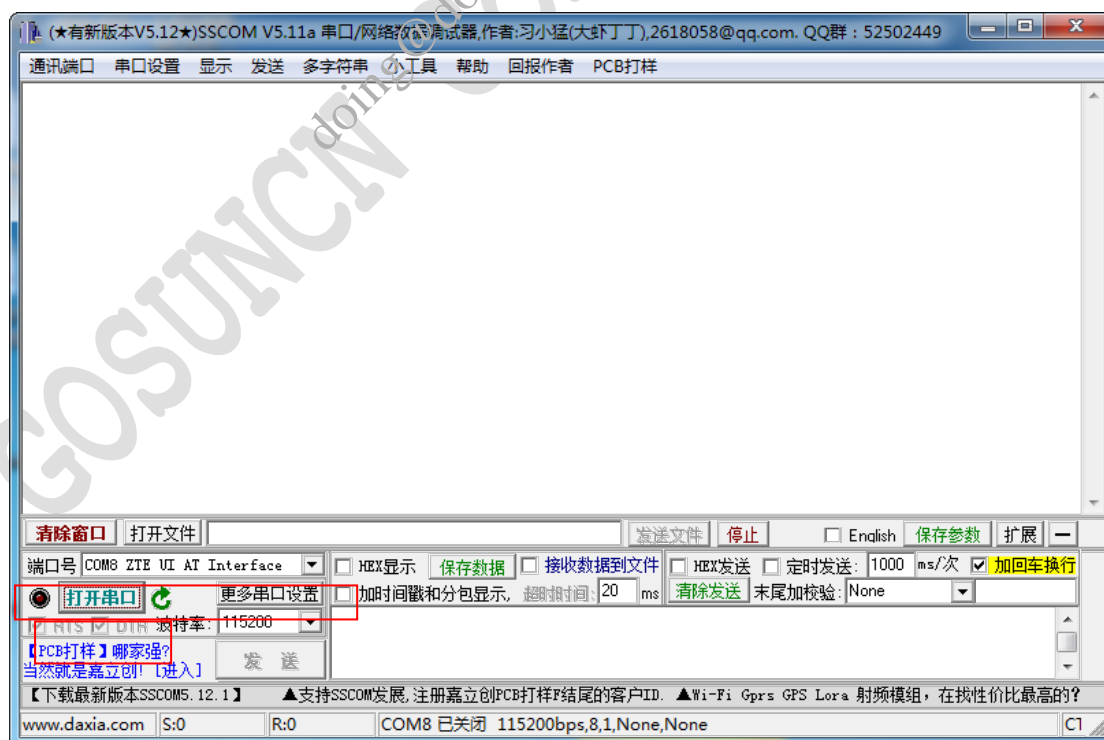 (★有新版本V5.12★)SSCOM V5.11a 串口/网络数据调试器,作者:习小猛(大虾丁丁),2618058@qq.com. QQ群：52502449
通讯端口 串口设置 显示 发送 多字符串 小工具 帮助 回报作者 PCB打样
doing@do
GOSUNCN
清除窗口 打开文件 发送文件 停止 English 保存参数 扩展 —
端口号 COM8 ZTE UI AT Interface HEX显示 保存数据 接收数据到文件 HEX发送 定时发送: 1000 ms/次 加回车换行
打开串口 更多串口设置 加时间戳和分包显示, 超时时间: 20 ms 清除发送 末尾加校验: None
RTS DTR 波特率: 115200
【PCB打样】哪家强?
当然就是嘉立创! [进入]
发 送
【下载最新版本SSCOM5.12.1】 ▲支持SSCOM发展,注册嘉立创PCB打样F结尾的客户ID. ▲Wi-Fi Gprs GPS Lora 射频模组，在找性价比最高的?
www.daxia.com S:0 R:0 COM8 已关闭 115200bps,8,1,None,None